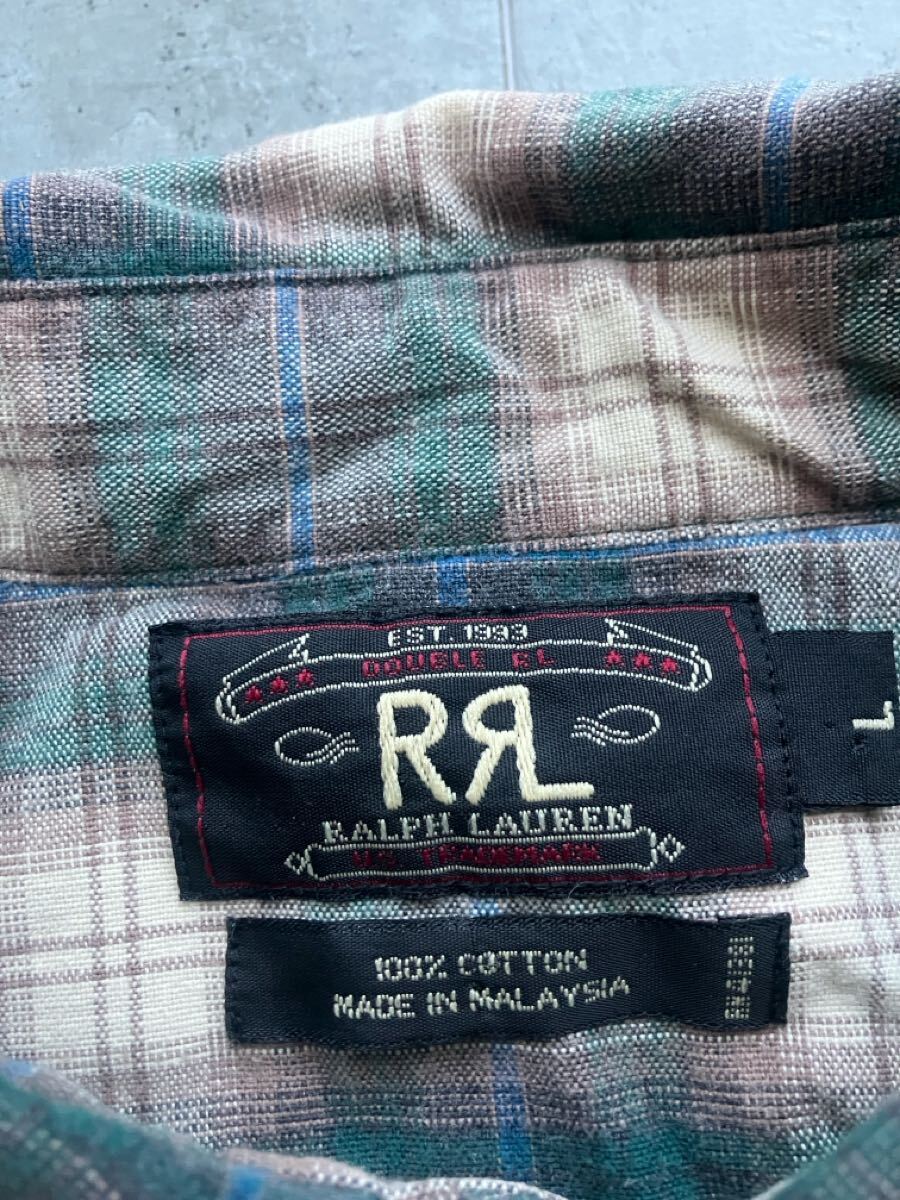 EST. 1993
DOUBLE RL
RRL
RALPH LAUREN
U.S. TRADEMARK
L
100% COTTON
MADE IN MALAYSIA